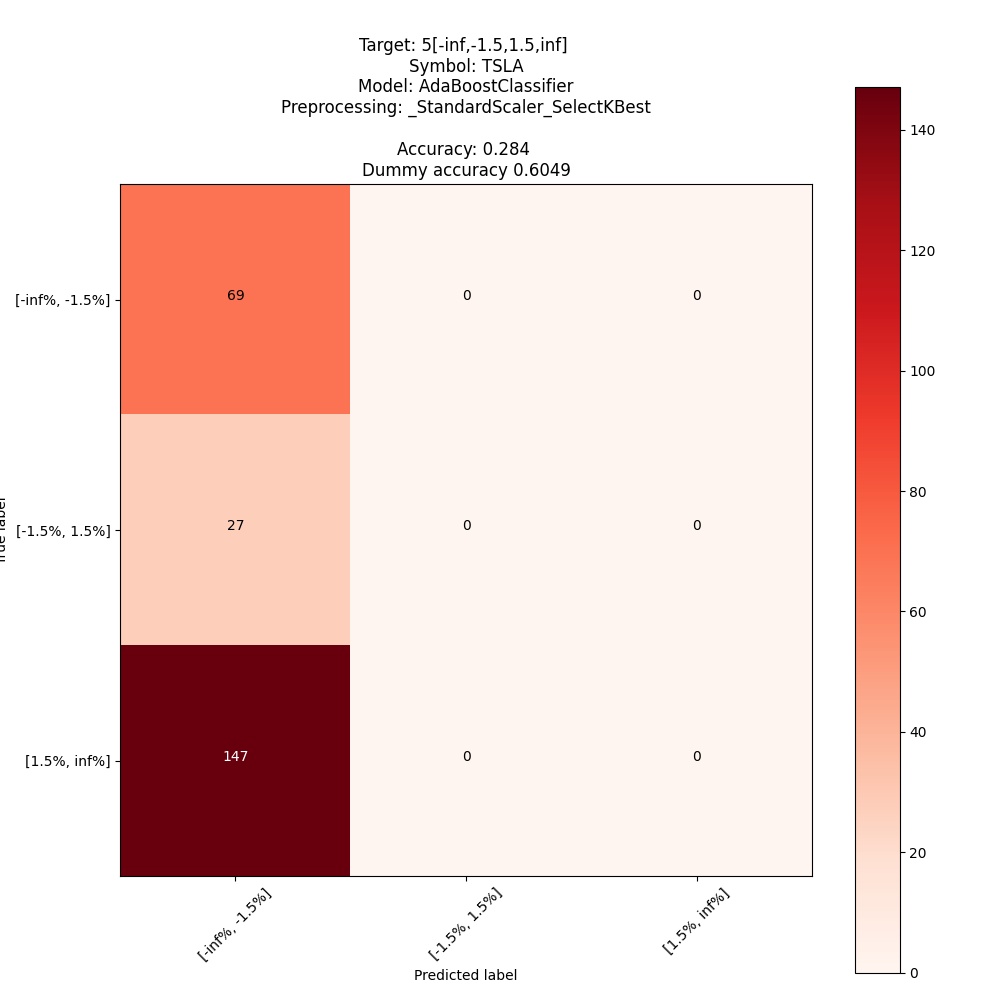 Target: 5[-inf,-1.5,1.5,inf]
Symbol: TSLA
Model: AdaBoostClassifier
Preprocessing: _StandardScaler_SelectKBest
Accuracy: 0.284
Dummy accuracy 0.6049
[-inf%, -1.5%]
69
0
0
[-1.5%, 1.5%]
27
0
0
[1.5%, inf%]
147
0
0
[-inf%, -1.5%]
[-1.5%, 1.5%]
[1.5%, inf%]
Predicted label
label
140
120
100
80
60
40
20
0